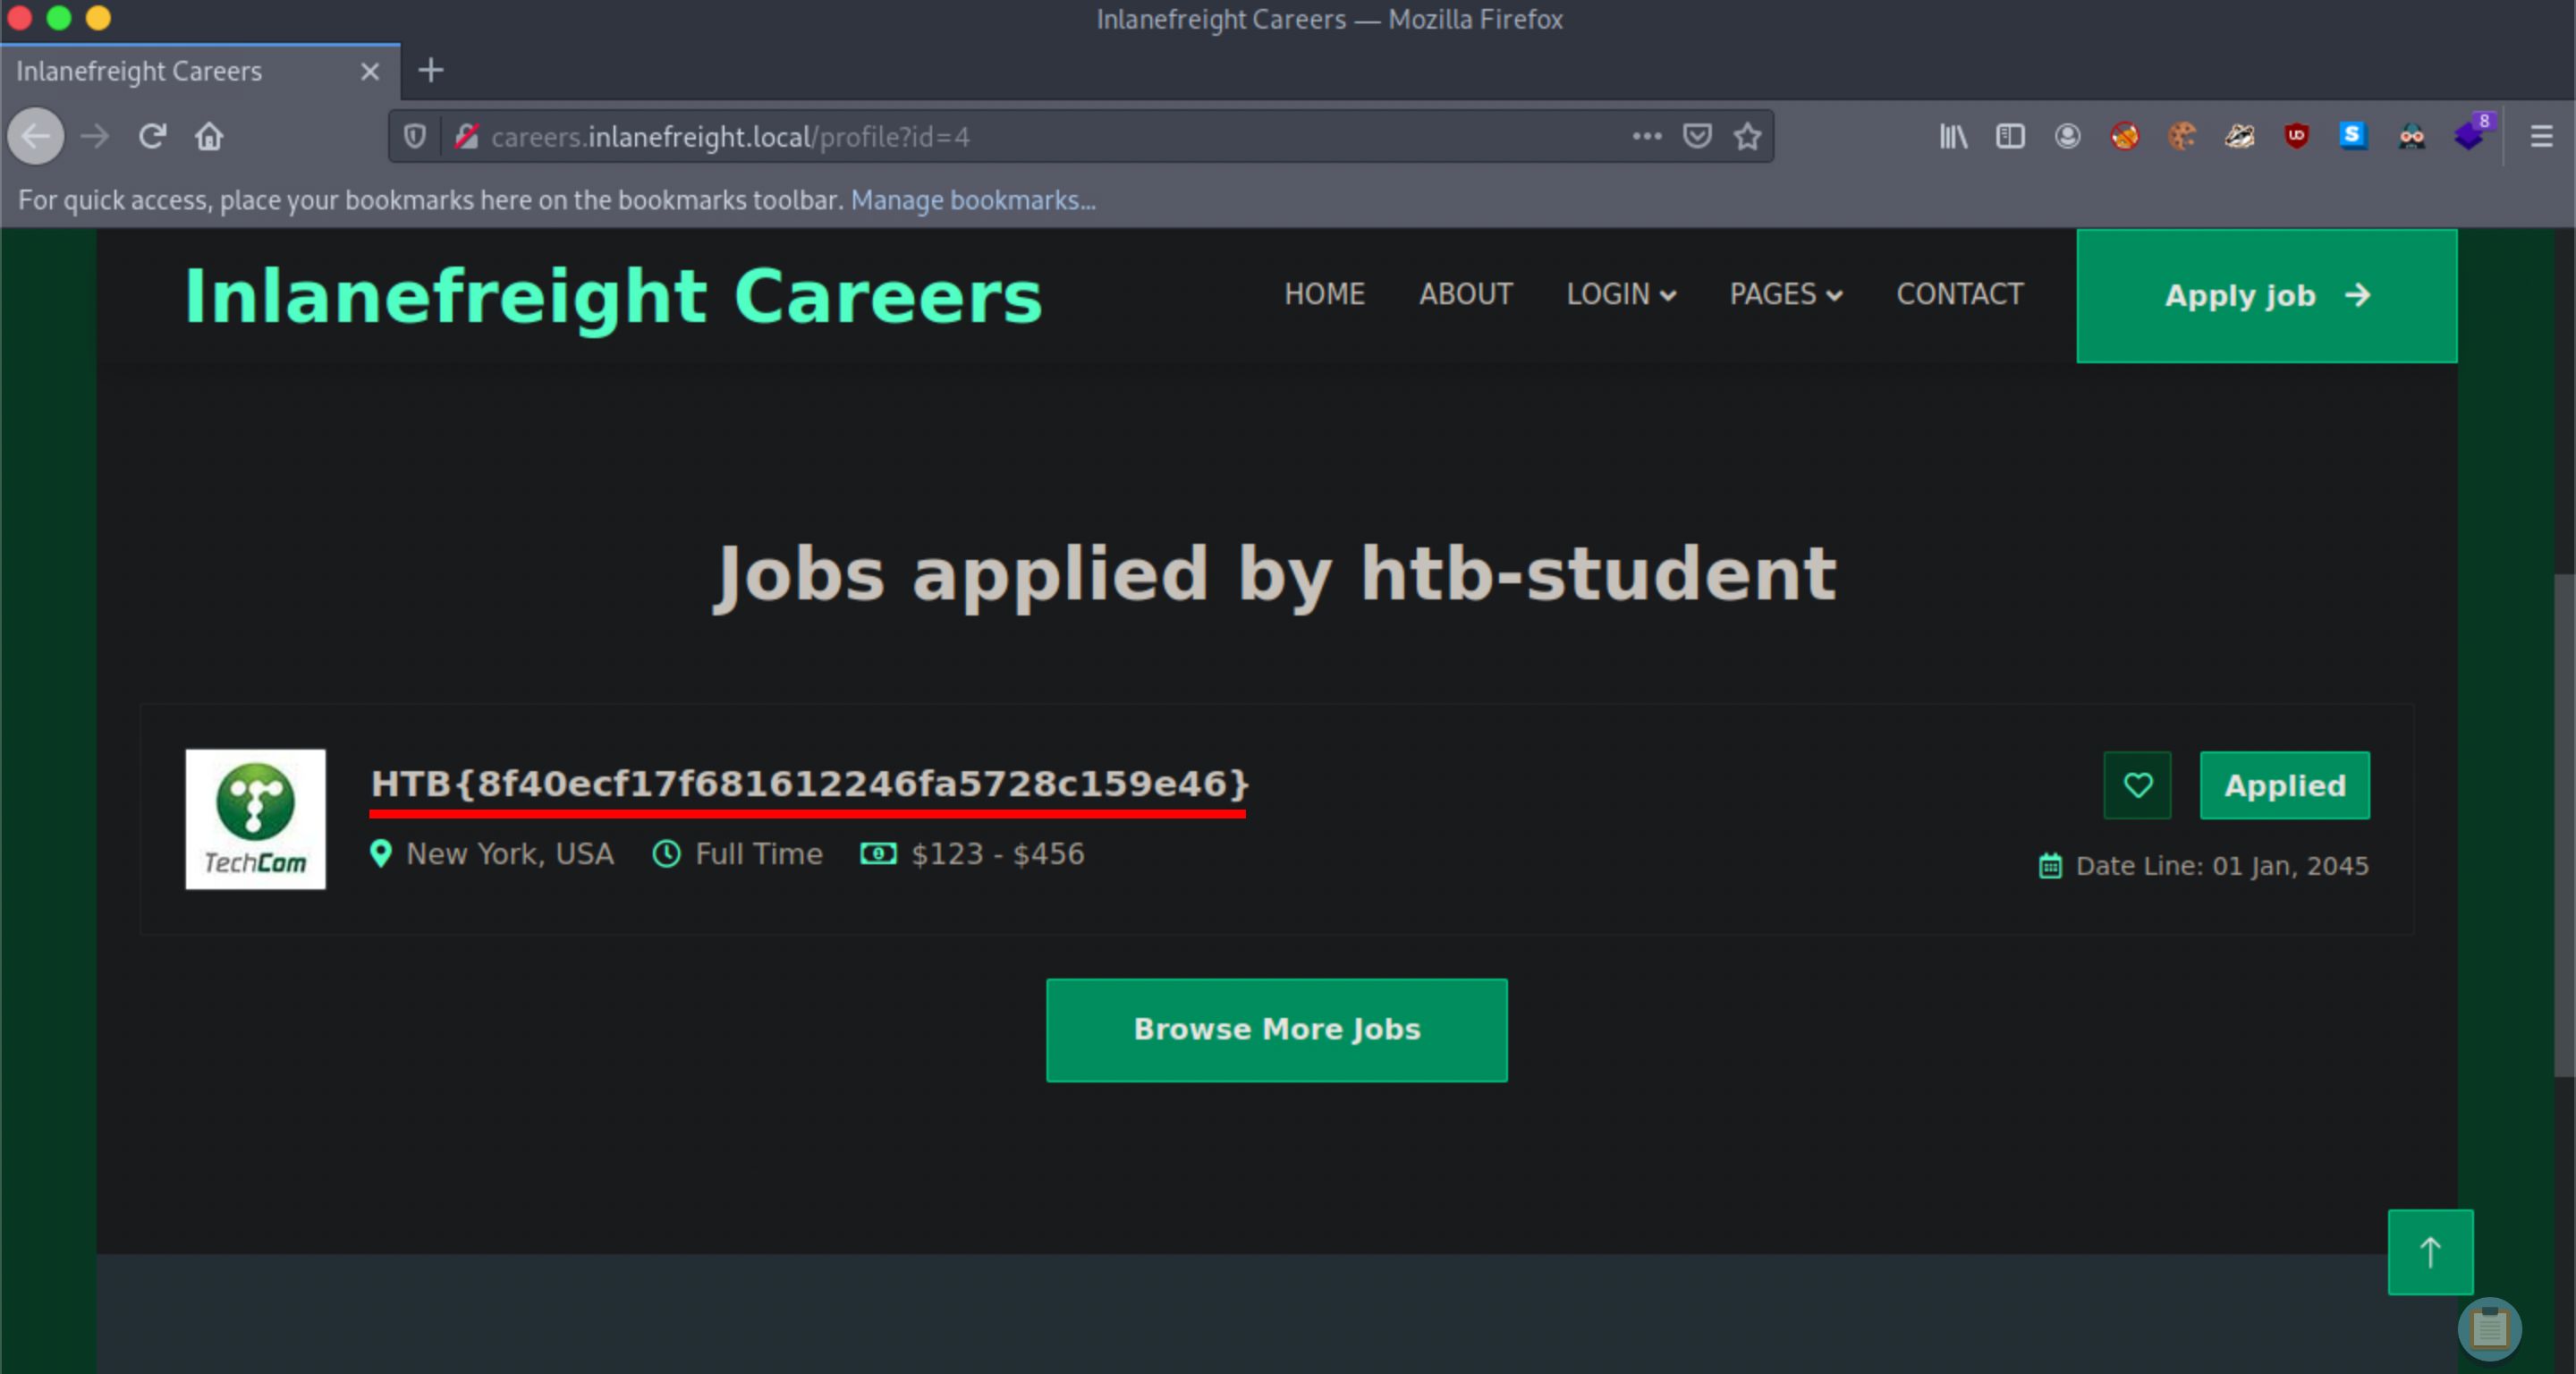 Inlanefreight Careers — Mozilla Firefox
Inlanefreight Careers
careers.inlanefreight.local/profile?id=4
8
For quick access, place your bookmarks here on the bookmarks toolbar. Manage bookmarks...
Inlanefreight Careers HOME ABOUT LOGIN PAGES CONTACT Apply job
Jobs applied by htb-student
HTB{8f40ecf17f681612246fa5728c159e46}
Applied
TechCom
New York, USA Full Time $123 - $456
Date Line: 01 Jan, 2045
Browse More Jobs